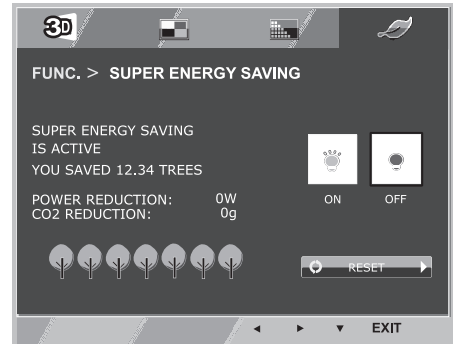 3D
FUNC. > SUPER ENERGY SAVING
SUPER ENERGY SAVING
IS ACTIVE
YOU SAVED 12.34 TREES
POWER REDUCTION: 0W
CO2 REDUCTION: 0g
ON OFF
RESET
EXIT